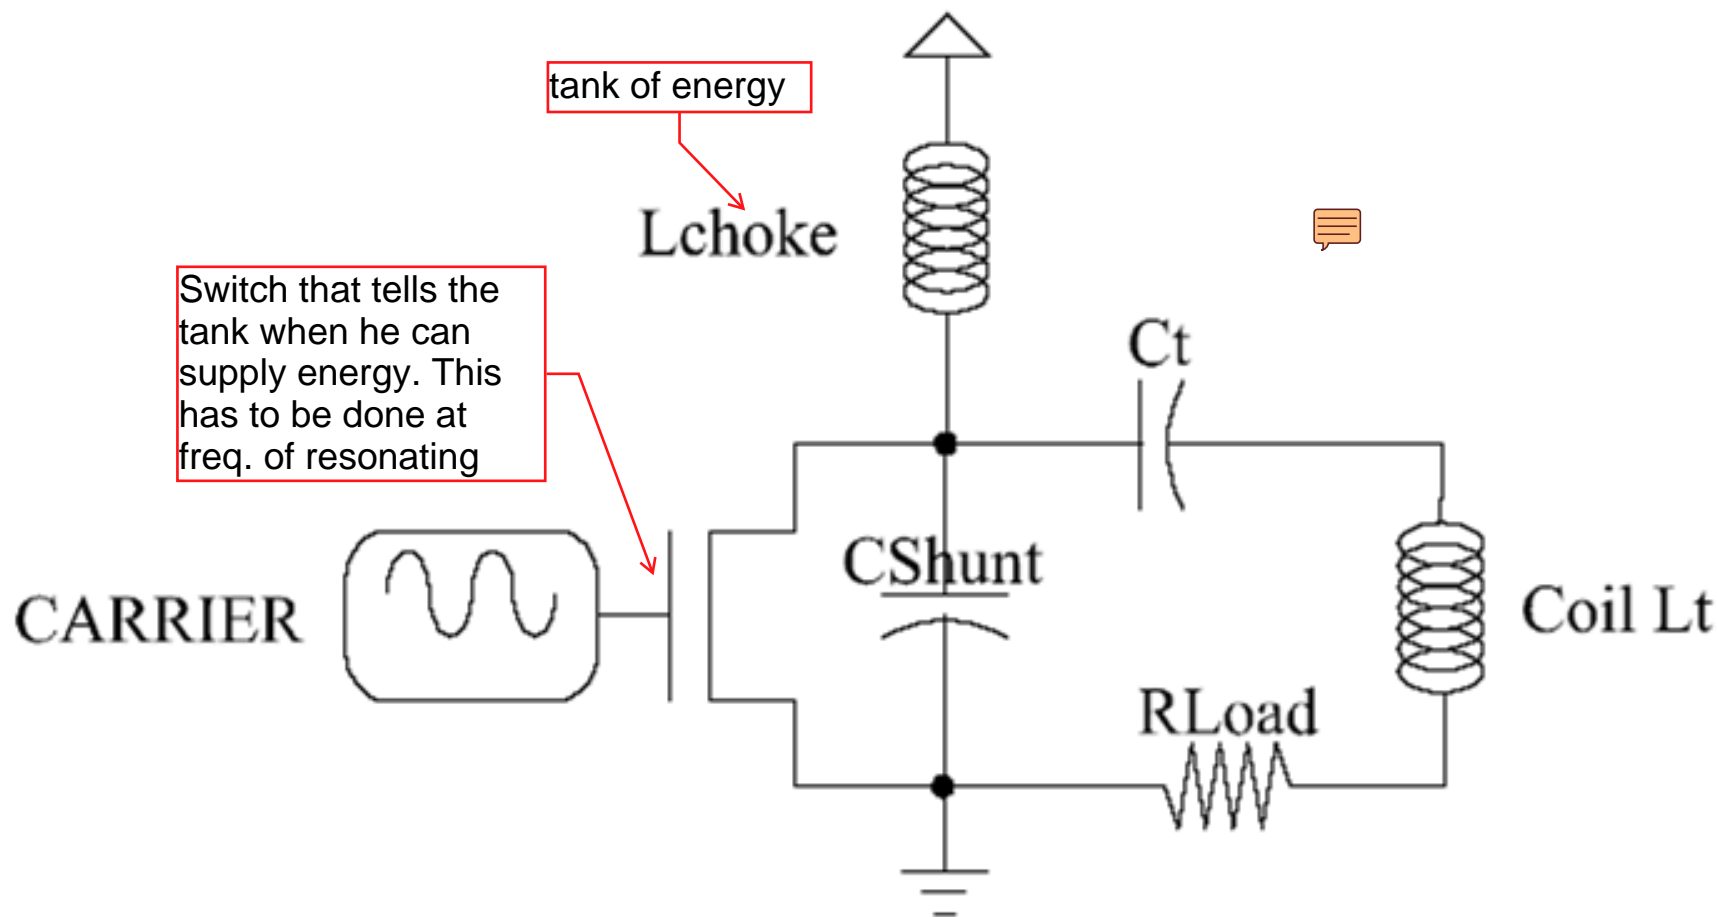 tank of energy
Lchoke
Switch that tells the
tank when he can
supply energy. This
has to be done at
freq. of resonating
Ct
CShunt
CARRIER
Coil Lt
RLoad